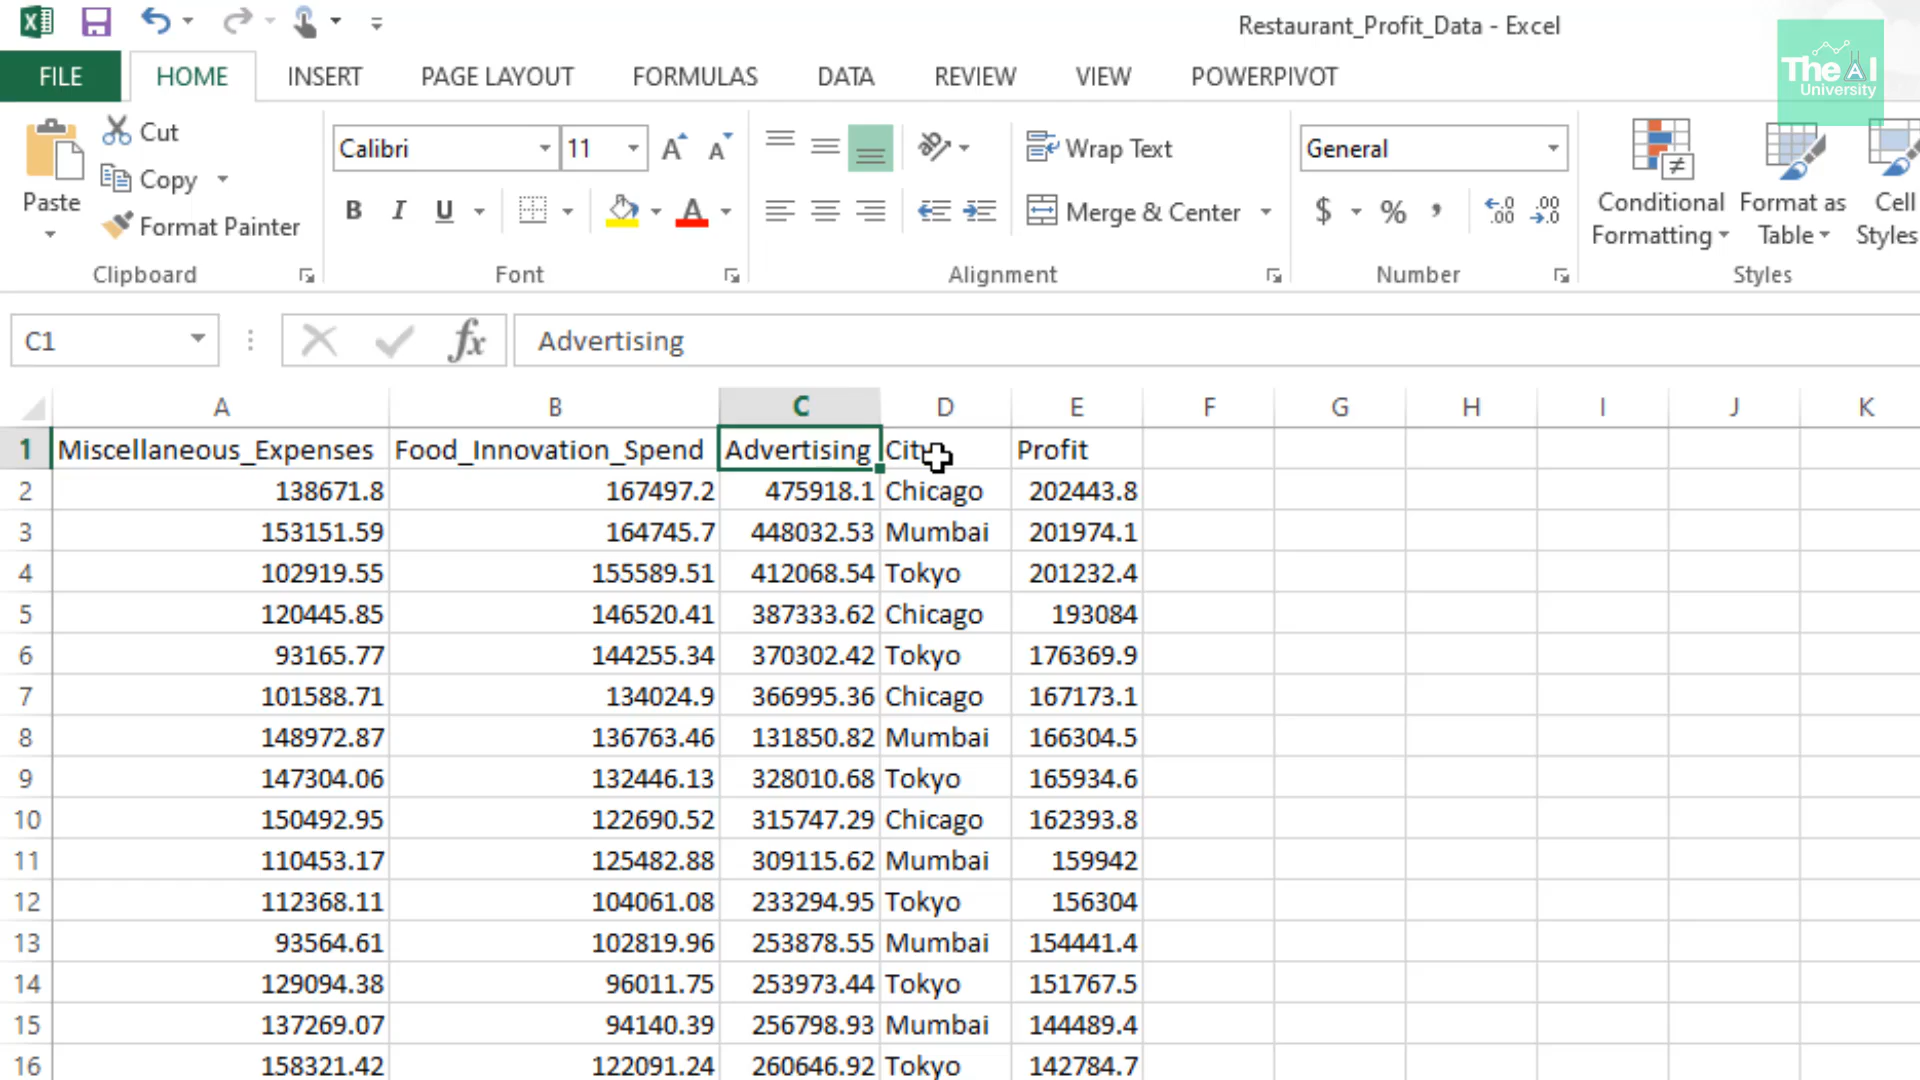 Restaurant_Profit_Data - Excel
The AI
University
FILE HOME INSERT PAGE LAYOUT FORMULAS DATA REVIEW VIEW POWERPIVOT
Cut
Copy
Format Painter
Paste
Clipboard
Calibri 11
A A
B I U A
Font
Wrap Text
Merge & Center
Alignment
General
$ % , .0 .00 .00 .0
Number
Conditional Formatting
Format as Table
Cell Styles
Styles
C1 fx Advertising
A B C D E F G H I J K
1 Miscellaneous_Expenses Food_Innovation_Spend Advertising Profit
2 138671.8 167497.2 475918.1 Chicago 202443.8
3 153151.59 164745.7 448032.53 Mumbai 201974.1
4 102919.55 155589.51 412068.54 Tokyo 201232.4
5 120445.85 146520.41 387333.62 Chicago 193084
6 93165.77 144255.34 370302.42 Tokyo 176369.9
7 101588.71 134024.9 366995.36 Chicago 167173.1
8 148972.87 136763.46 131850.82 Mumbai 166304.5
9 147304.06 132446.13 328010.68 Tokyo 165934.6
10 150492.95 122690.52 315747.29 Chicago 162393.8
11 110453.17 125482.88 309115.62 Mumbai 159942
12 112368.11 104061.08 233294.95 Tokyo 156304
13 93564.61 102819.96 253878.55 Mumbai 154441.4
14 129094.38 96011.75 253973.44 Tokyo 151767.5
15 137269.07 94140.39 256798.93 Mumbai 144489.4
16 158321.42 122091.24 260646.92 Tokyo 142784.7